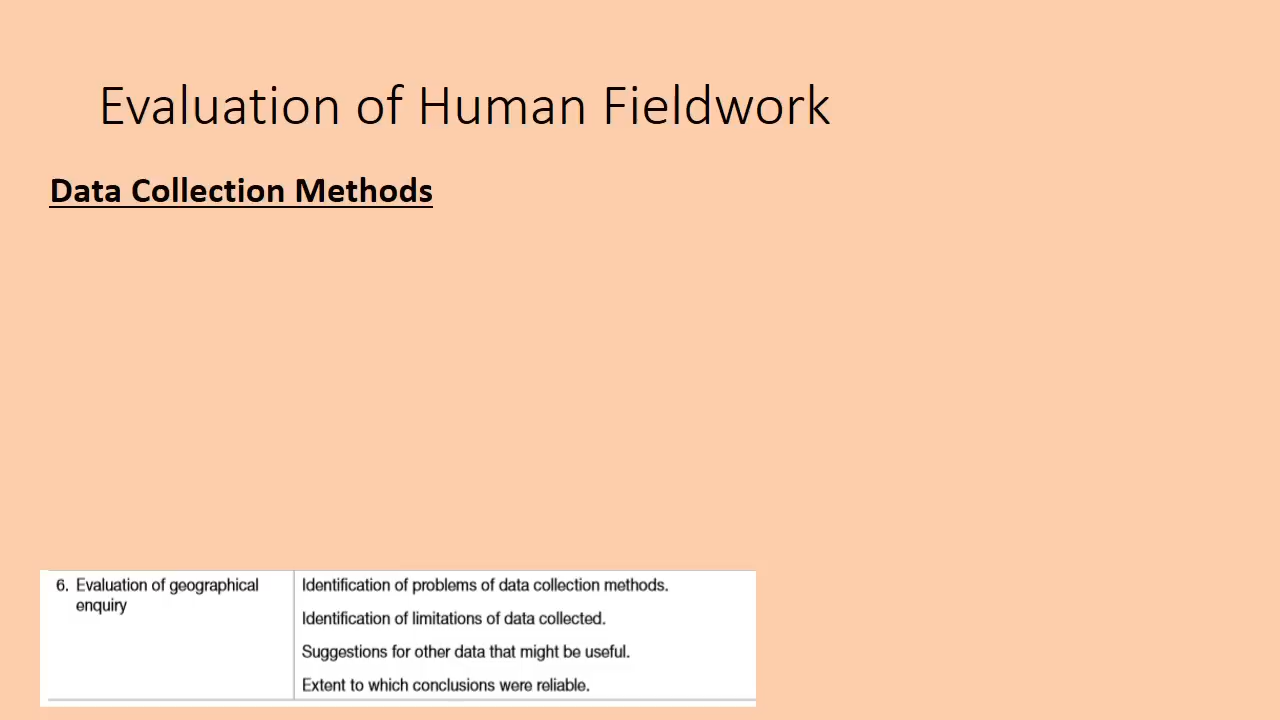 Evaluation of Human Fieldwork
Data Collection Methods
6. Evaluation of geographical
enquiry
Identification of problems of data collection methods.
Identification of limitations of data collected.
Suggestions for other data that might be useful.
Extent to which conclusions were reliable.